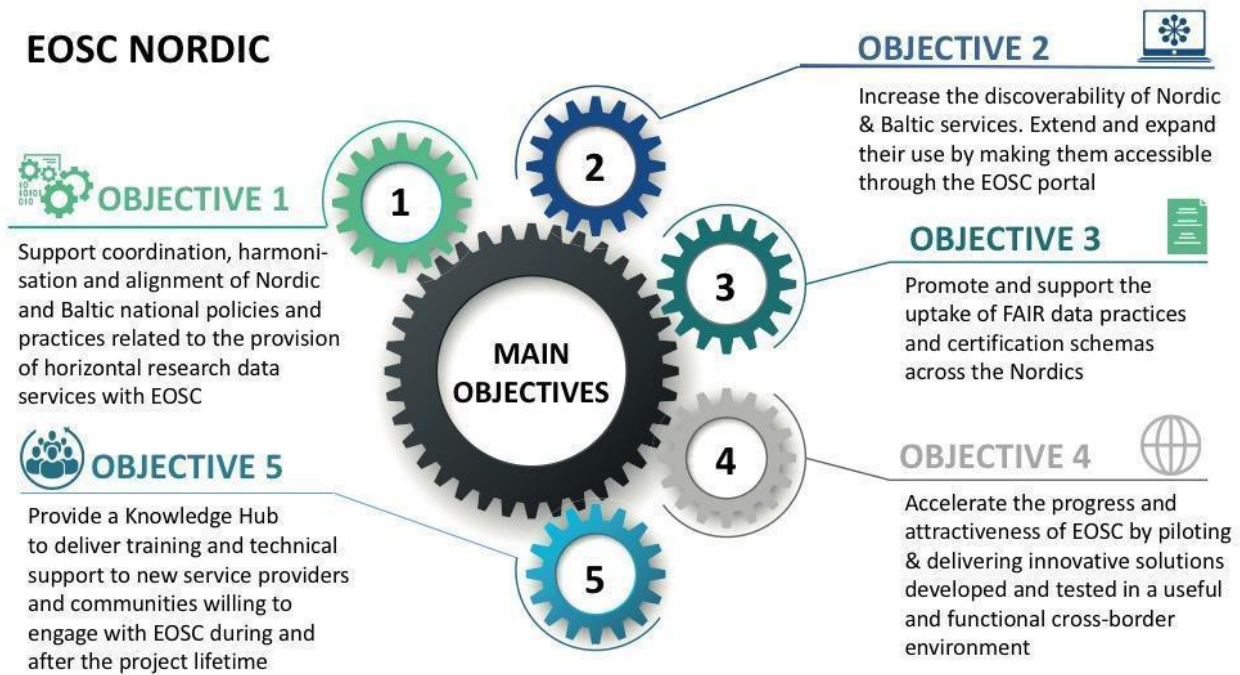 EOSC NORDIC
OBJECTIVE 1
Support coordination, harmoni-
sation and alignment of Nordic
and Baltic national policies and
practices related to the provision
of horizontal research data
services with EOSC
OBJECTIVE 2
Increase the discoverability of Nordic
& Baltic services. Extend and expand
their use by making them accessible
through the EOSC portal
OBJECTIVE 3
Promote and support the
uptake of FAIR data practices
and certification schemas
across the Nordics
OBJECTIVE 4
Accelerate the progress and
attractiveness of EOSC by piloting
& delivering innovative solutions
developed and tested in a useful
and functional cross-border
environment
OBJECTIVE 5
Provide a Knowledge Hub
to deliver training and technical
support to new service providers
and communities willing to
engage with EOSC during and
after the project lifetime
1
2
3
4
5
MAIN
OBJECTIVES
10
10101
010